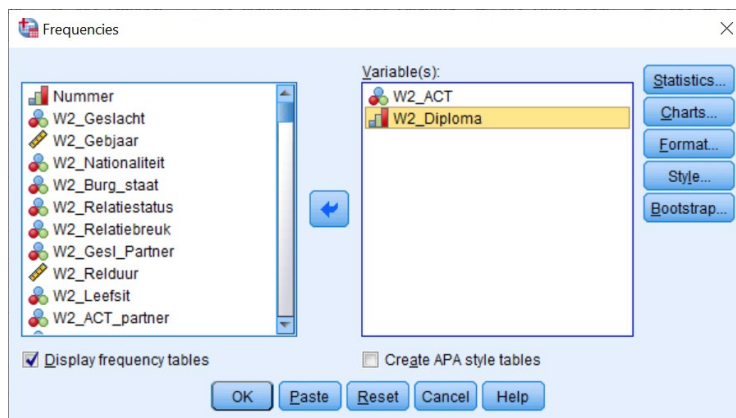 Frequencies
Nummer
W2_Geslacht
W2_Gebjaar
W2_Nationaliteit
W2_Burg_staat
W2_Relatiestatus
W2_Relatiebreuk
W2_Gesl_Partner
W2_Relduur
W2_Leefsit
W2_ACT_partner
Variable(s):
W2_ACT
W2_Diploma
Statistics...
Charts...
Format...
Style...
Bootstrap...
Display frequency tables
Create APA style tables
OK Paste Reset Cancel Help